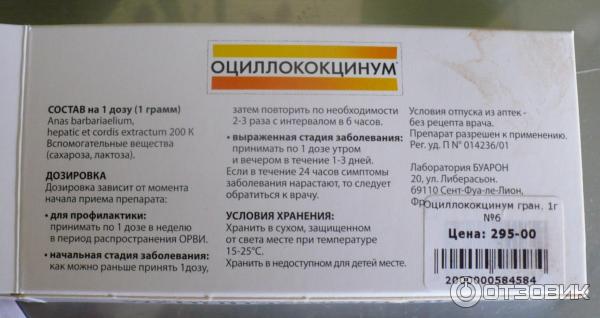 ОЦИЛЛОКОКЦИНУМ®
СОСТАВ на 1 дозу (1 грамм)
Anas barbariaelium,
hepatic et cordis extractum 200 K
Вспомогательные вещества
(сахароза, лактоза).
ДОЗИРОВКА
Дозировка зависит от момента
начала приема препарата:
• для профилактики:
принимать по 1 дозе в неделю
в период распространения ОРВИ.
• начальная стадия заболевания:
как можно раньше принять 1дозу,
затем повторить по необходимости
2-3 раза с интервалом в 6 часов.
• выраженная стадия заболевания:
принимать по 1 дозе утром
и вечером в течение 1-3 дней.
Если в течение 24 часов симптомы
заболевания нарастают, то следует
обратиться к врачу.
УСЛОВИЯ ХРАНЕНИЯ:
Хранить в сухом, защищенном
от света месте при температуре
15-25°С.
Хранить в недоступном для детей месте.
Условия отпуска из аптек -
без рецепта врача.
Препарат разрешен к применению.
Рег. уд. П N° 014236/01
Лаборатория БУАРОН
20, ул. Либерасьон.
69110 Сент-Фуа-ле-Лион,
Оциллококцинум гран. 1г
№6
Цена: 295-00
2000000584584
ОТЗОВИК